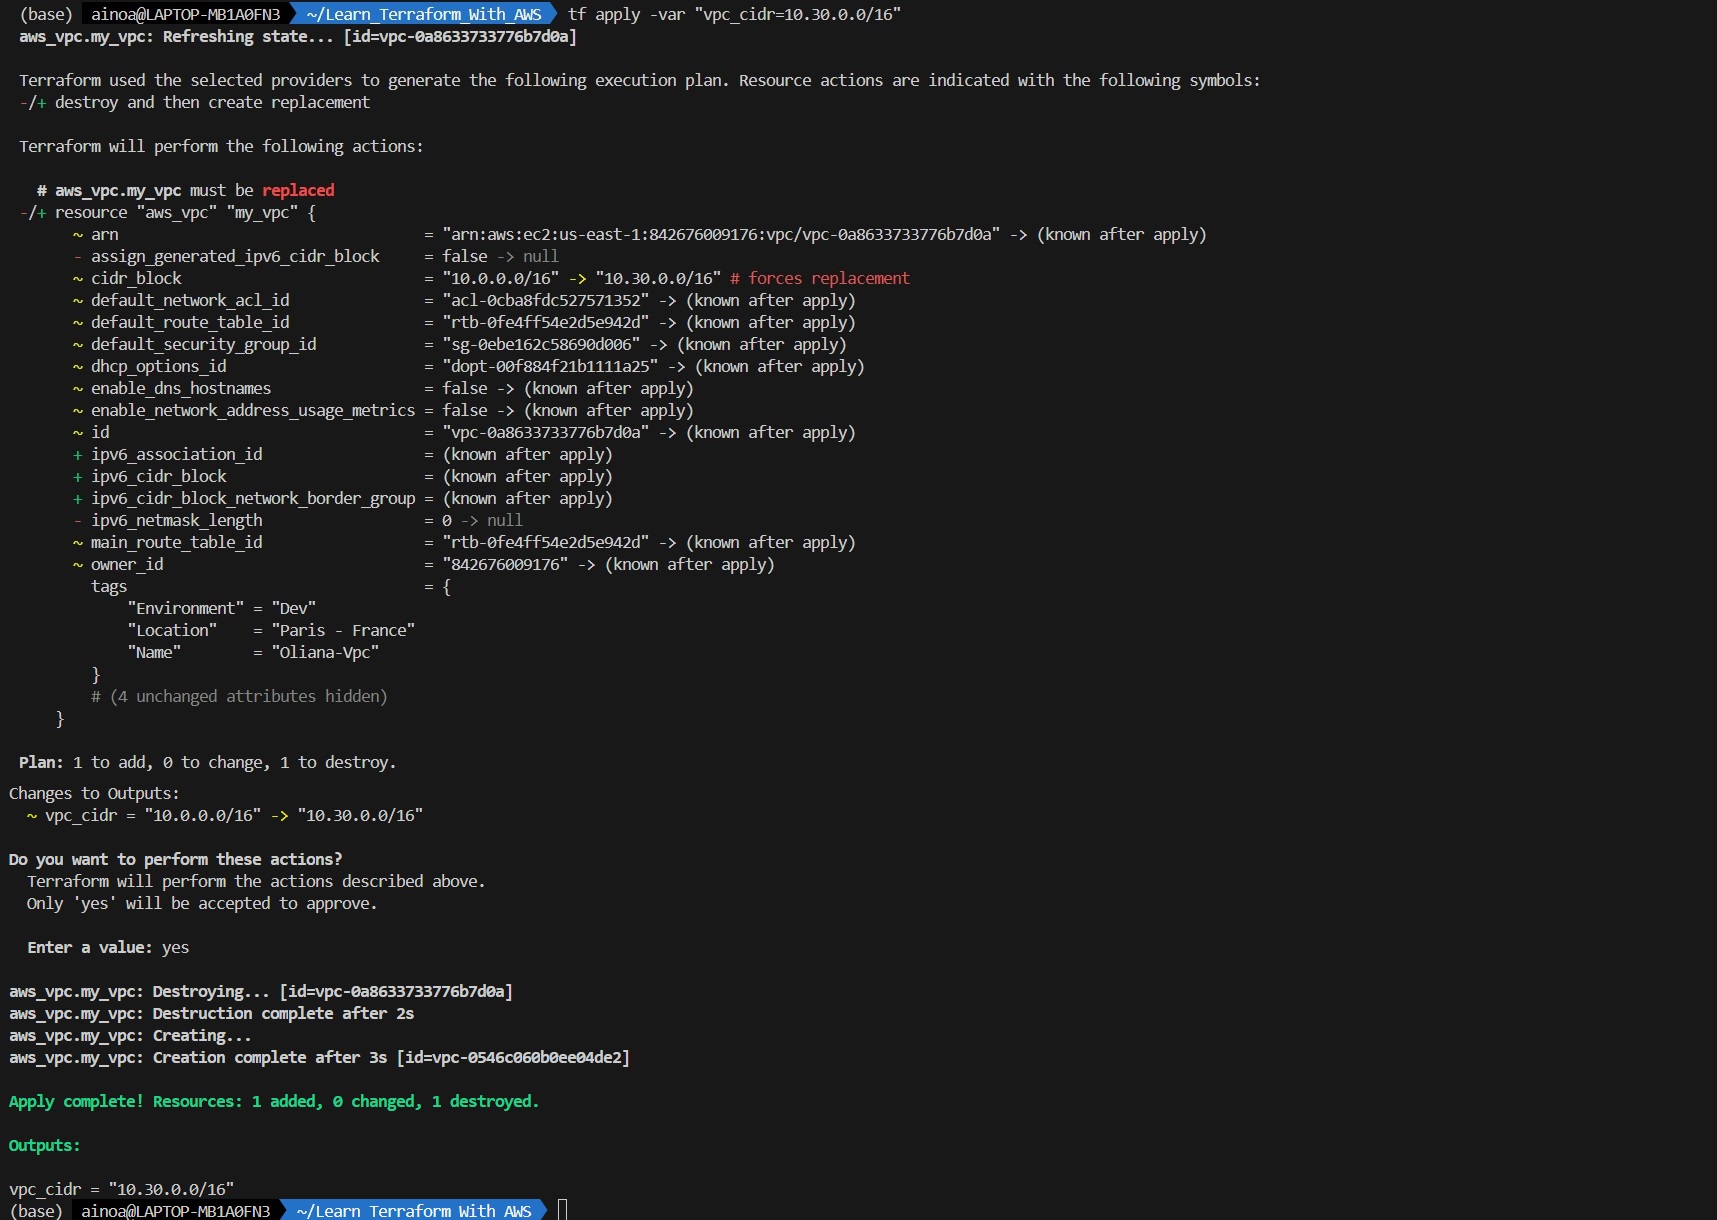 (base) ainoa@LAPTOP-MB1A0FN3 ~/Learn_Terraform_With_AWS tf apply -var "vpc_cidr=10.30.0.0/16"
aws_vpc.my_vpc: Refreshing state... [id=vpc-0a8633733776b7d0a]
Terraform used the selected providers to generate the following execution plan. Resource actions are indicated with the following symbols:
-/+ destroy and then create replacement
Terraform will perform the following actions:
# aws_vpc.my_vpc must be replaced
-/+ resource "aws_vpc" "my_vpc" {
~ arn = "arn:aws:ec2:us-east-1:842676009176:vpc/vpc-0a8633733776b7d0a" -> (known after apply)
- assign_generated_ipv6_cidr_block = false -> null
~ cidr_block = "10.0.0.0/16" -> "10.30.0.0/16" # forces replacement
~ default_network_acl_id = "acl-0cba8fdc527571352" -> (known after apply)
~ default_route_table_id = "rtb-0fe4ff54e2d5e942d" -> (known after apply)
~ default_security_group_id = "sg-0ebe162c58690d006" -> (known after apply)
~ dhcp_options_id = "dopt-00f884f21b1111a25" -> (known after apply)
~ enable_dns_hostnames = false -> (known after apply)
~ enable_network_address_usage_metrics = false -> (known after apply)
~ id = "vpc-0a8633733776b7d0a" -> (known after apply)
+ ipv6_association_id = (known after apply)
+ ipv6_cidr_block = (known after apply)
+ ipv6_cidr_block_network_border_group = (known after apply)
- ipv6_netmask_length = 0 -> null
~ main_route_table_id = "rtb-0fe4ff54e2d5e942d" -> (known after apply)
~ owner_id = "842676009176" -> (known after apply)
tags = {
"Environment" = "Dev"
"Location" = "Paris - France"
"Name" = "Oliana-Vpc"
}
# (4 unchanged attributes hidden)
}
Plan: 1 to add, 0 to change, 1 to destroy.
Changes to Outputs:
~ vpc_cidr = "10.0.0.0/16" -> "10.30.0.0/16"
Do you want to perform these actions?
Terraform will perform the actions described above.
Only 'yes' will be accepted to approve.
Enter a value: yes
aws_vpc.my_vpc: Destroying... [id=vpc-0a8633733776b7d0a]
aws_vpc.my_vpc: Destruction complete after 2s
aws_vpc.my_vpc: Creating...
aws_vpc.my_vpc: Creation complete after 3s [id=vpc-0546c060b0ee04de2]
Apply complete! Resources: 1 added, 0 changed, 1 destroyed.
Outputs:
vpc_cidr = "10.30.0.0/16"
(base) ainoa@LAPTOP-MB1A0FN3 ~/Learn_Terraform_With_AWS